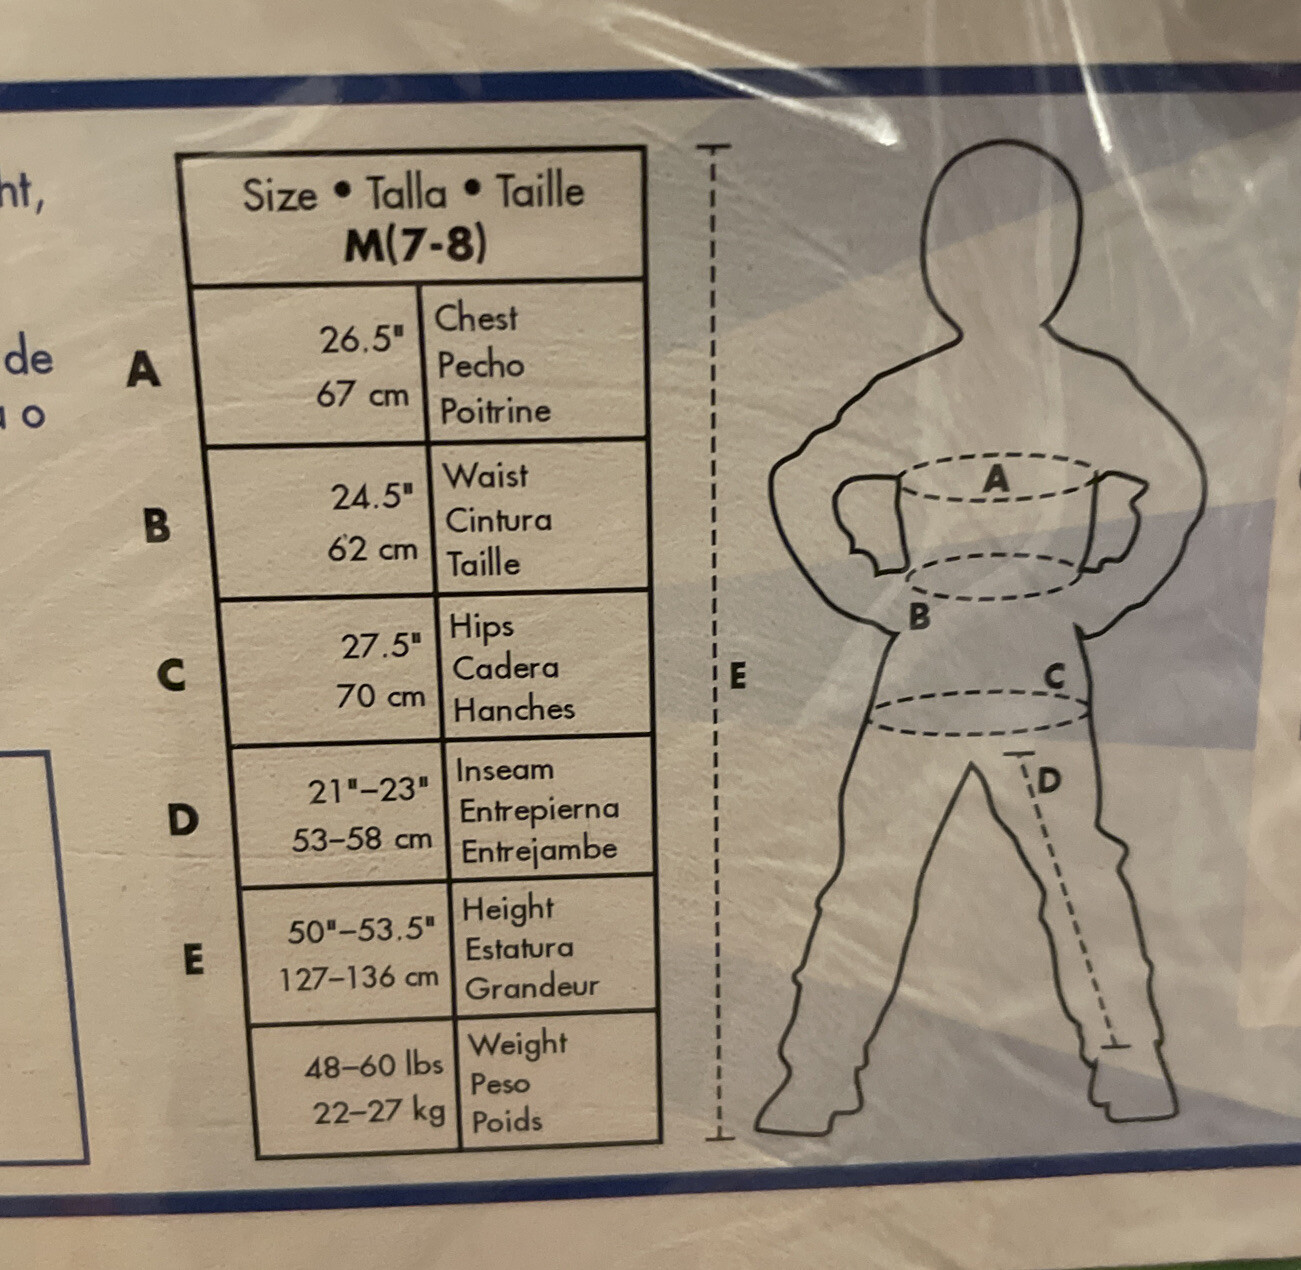 ht,
de
o
Size • Talla • Taille
M(7-8)
A
26.5"
67 cm
Chest
Pecho
Poitrine
B
24.5"
62 cm
Waist
Cintura
Taille
C
27.5"
70 cm
Hips
Cadera
Hanches
D
21"–23"
53–58 cm
Inseam
Entrepierna
Entrejambe
E
50"–53.5"
127–136 cm
Height
Estatura
Grandeur
48–60 lbs
22–27 kg
Weight
Peso
Poids
A
B
C
D
E